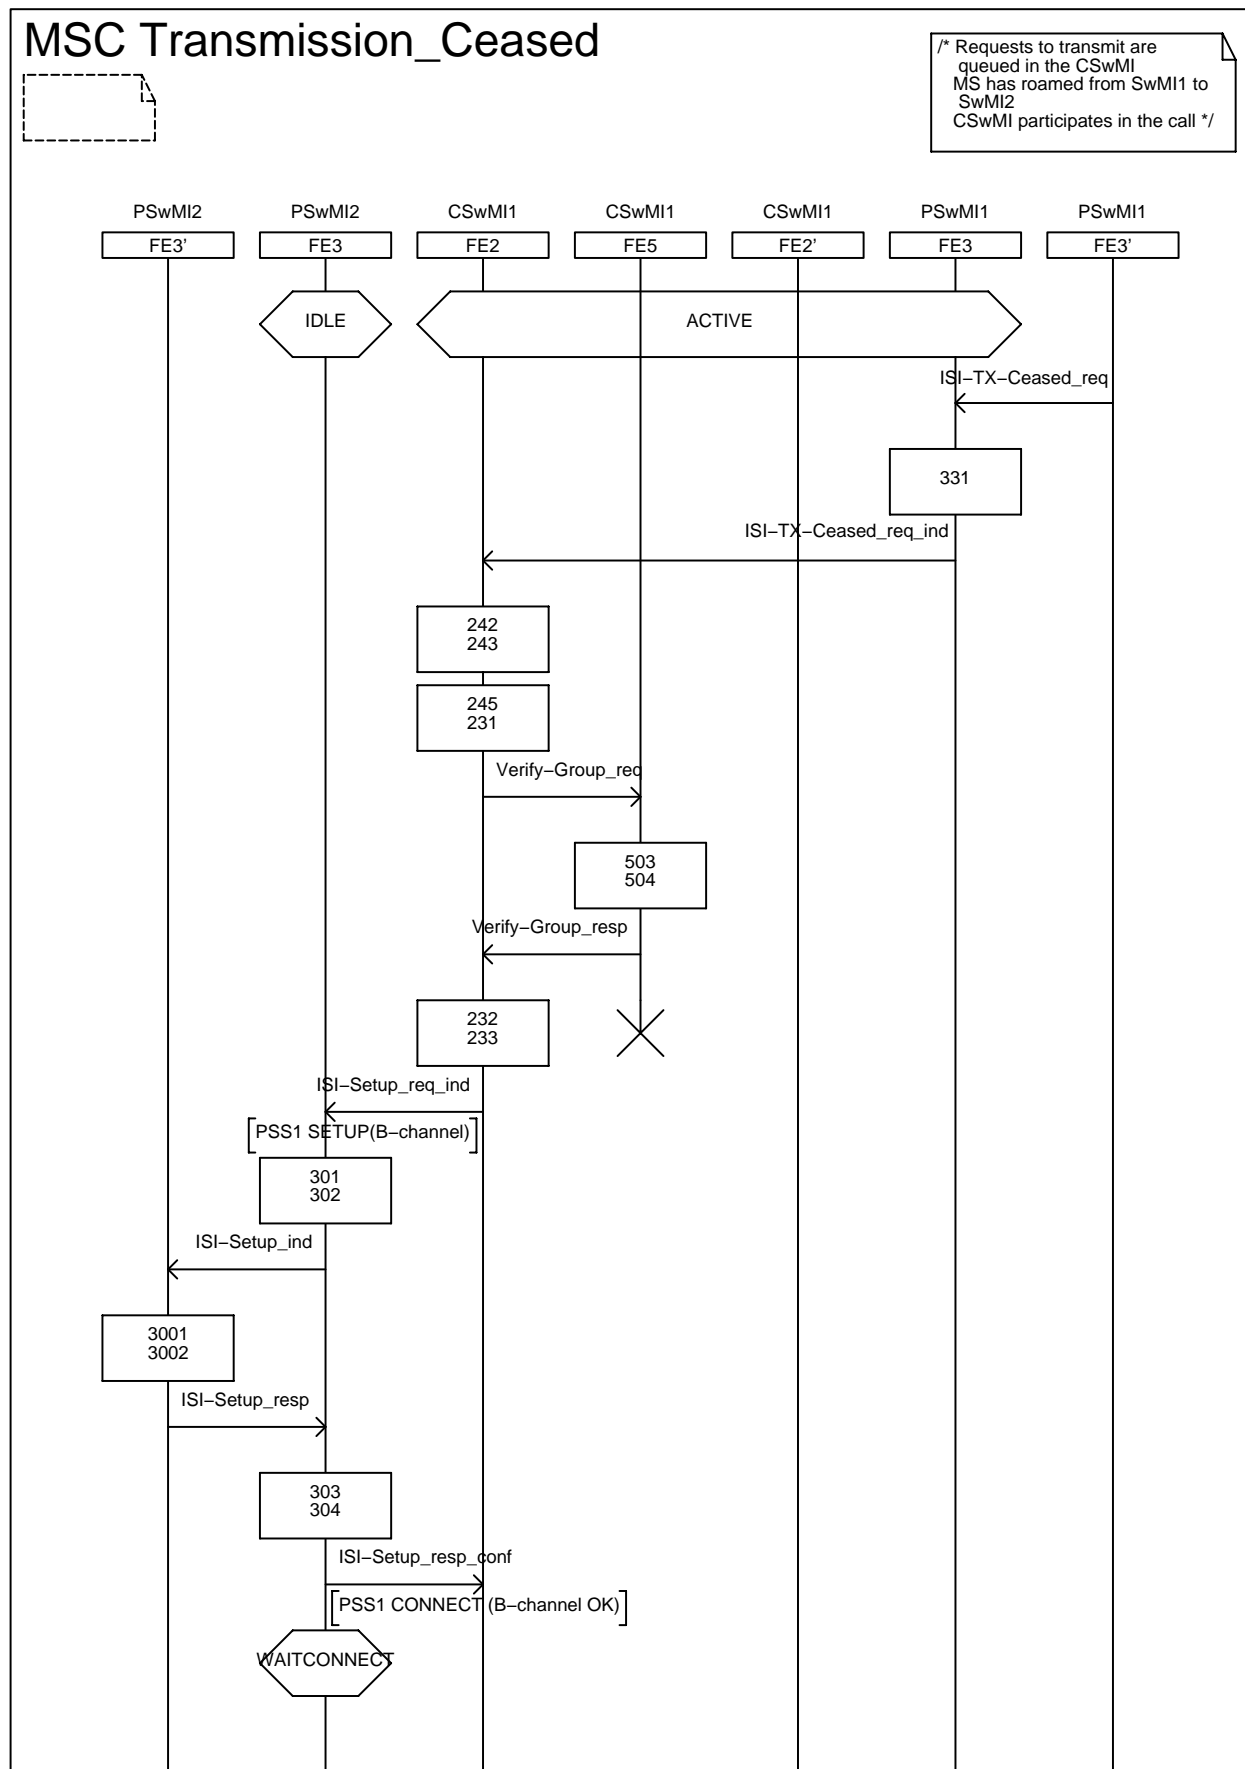 MSC Transmission_Ceased
/* Requests to transmit are
queued in the CSwMI
MS has roamed from SwMI1 to
SwMI2
CSwMI participates in the call */
PSwMI2 PSwMI2 CSwMI1 CSwMI1 CSwMI1 PSwMI1 PSwMI1
FE3’ FE3 FE2 FE5 FE2’ FE3 FE3’
IDLE ACTIVE
ISI−TX−Ceased_req
331
ISI−TX−Ceased_req_ind
242
243
245
231
Verify−Group_req
503
504
Verify−Group_resp
232
233
ISI−Setup_req_ind
PSS1 SETUP(B−channel)
301
302
ISI−Setup_ind
3001
3002
ISI−Setup_resp
303
304
ISI−Setup_resp_conf
PSS1 CONNECT (B−channel OK)
WAITCONNECT